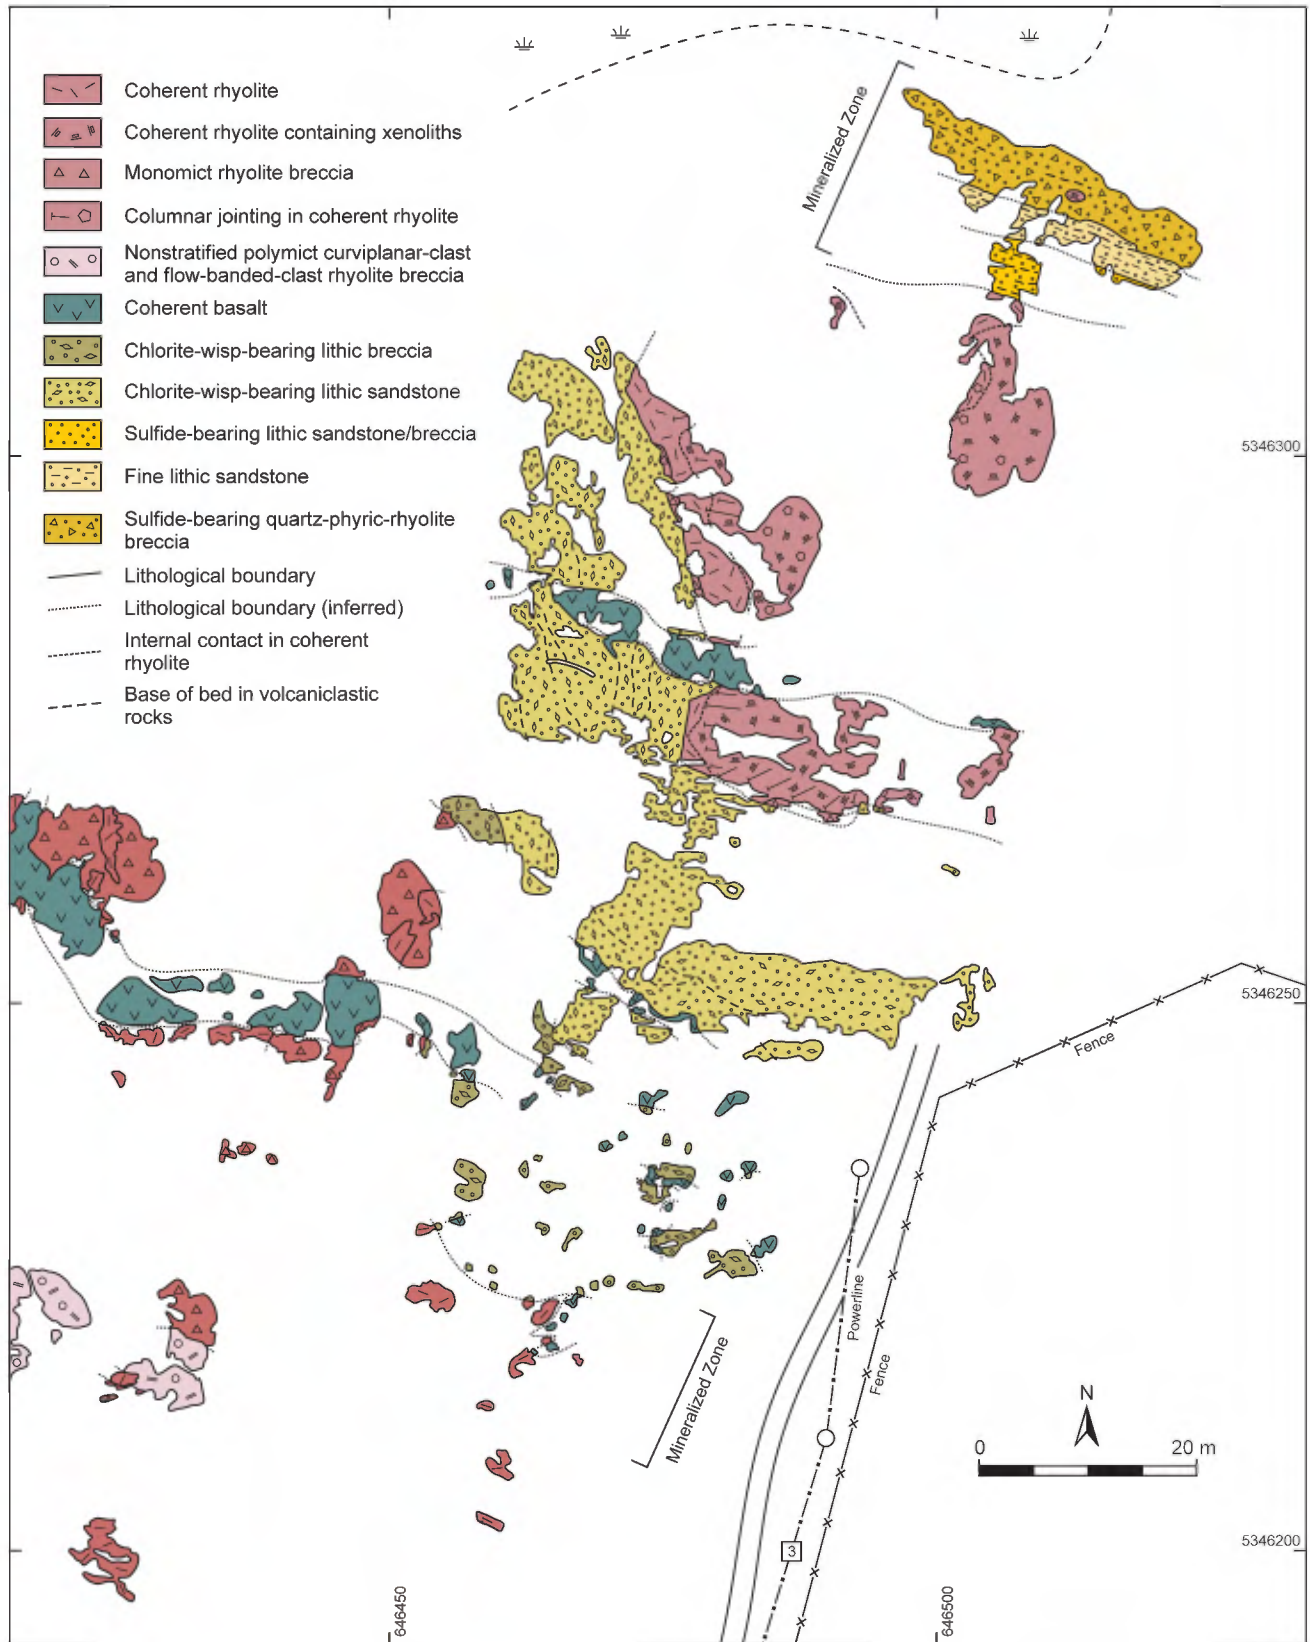 Coherent rhyolite
Coherent rhyolite containing xenoliths
Monomict rhyolite breccia
Columnar jointing in coherent rhyolite
Nonstratified polymict curviplanar-clast
and flow-banded-clast rhyolite breccia
Coherent basalt
Chlorite-wisp-bearing lithic breccia
Chlorite-wisp-bearing lithic sandstone
Sulfide-bearing lithic sandstone/breccia
Fine lithic sandstone
Sulfide-bearing quartz-phyric-rhyolite
breccia
Lithological boundary
Lithological boundary (inferred)
Internal contact in coherent
rhyolite
Base of bed in volcaniclastic
rocks
Mineralized Zone
5346300
5346250
Fence
Powerline
Fence
Mineralized Zone
N
0 20 m
3
5346200
646450
646500